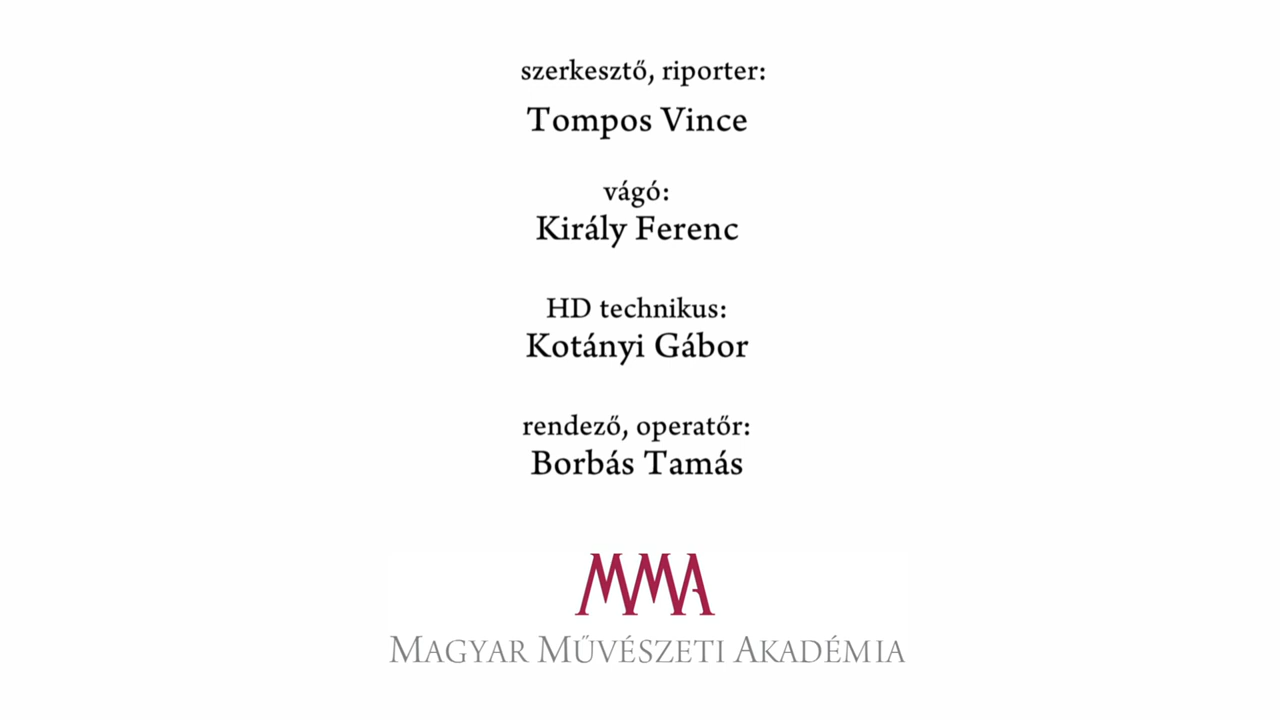 szerkesztő, riporter:
Tompos Vince
vágó:
Király Ferenc
HD technikus:
Kotányi Gábor
rendező, operatőr:
Borbás Tamás
MMA
MAGYAR MŰVÉSZETI AKADÉMIA